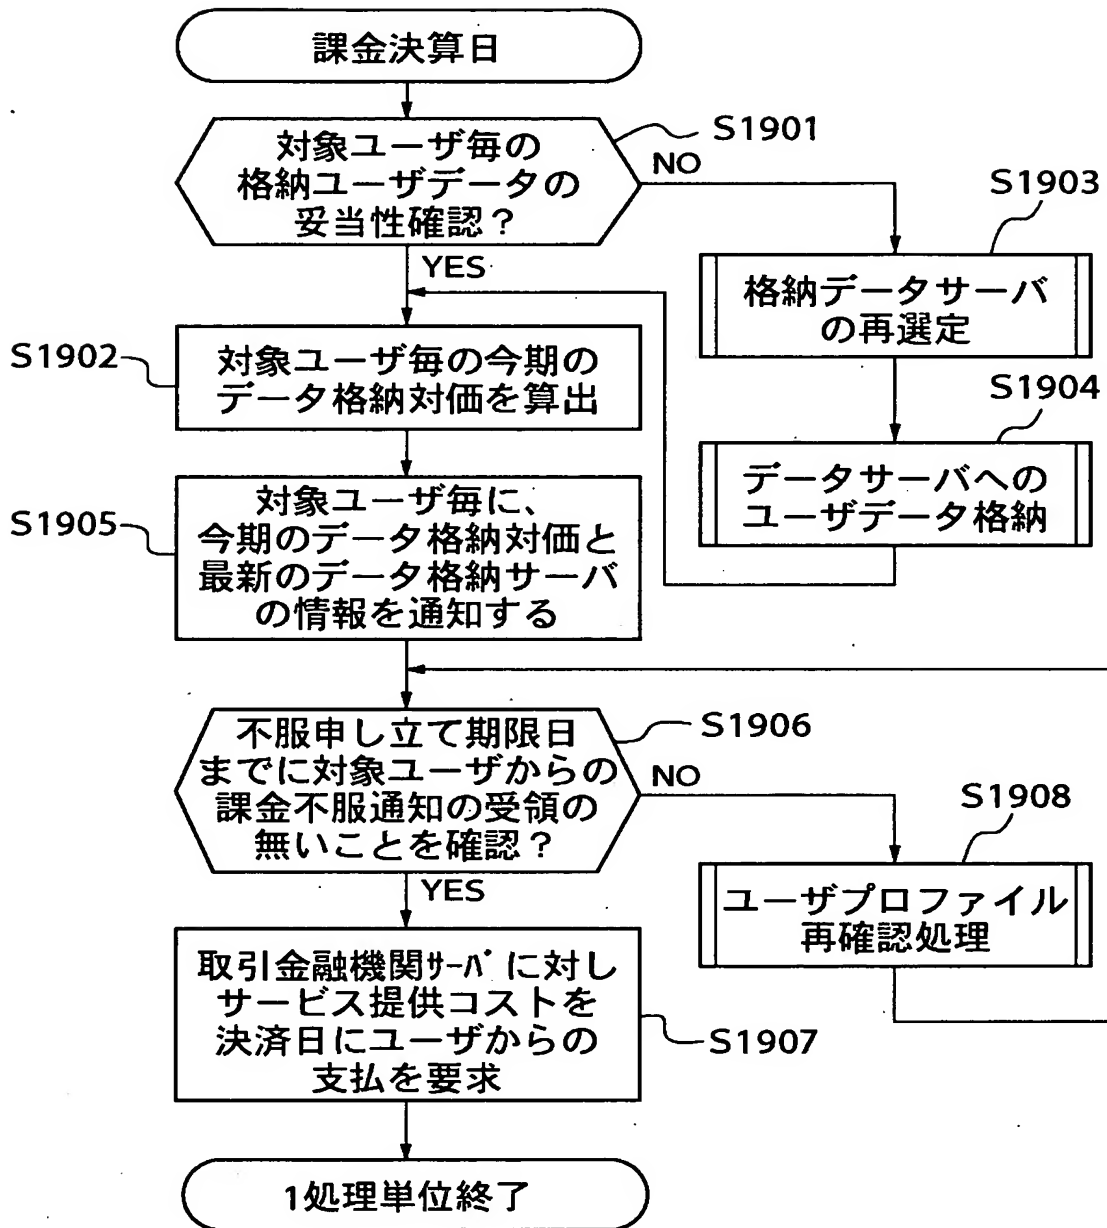 課金決算日
対象ユーザ毎の
格納ユーザデータの
妥当性確認？
S1901
NO
YES
S1903
格納データサーバ
の再選定
S1902
対象ユーザ毎の今期の
データ格納対価を算出
S1904
データサーバへの
ユーザデータ格納
S1905
対象ユーザ毎に、
今期のデータ格納対価と
最新のデータ格納サーバ
の情報を通知する
不服申し立て期限日
までに対象ユーザからの
課金不服通知の受領の
無いことを確認？
S1906
NO
YES
S1908
ユーザプロファイル
再確認処理
取引金融機関ｻｰﾊﾞに対し
サービス提供コストを
決済日にユーザからの
支払を要求
S1907
1処理単位終了